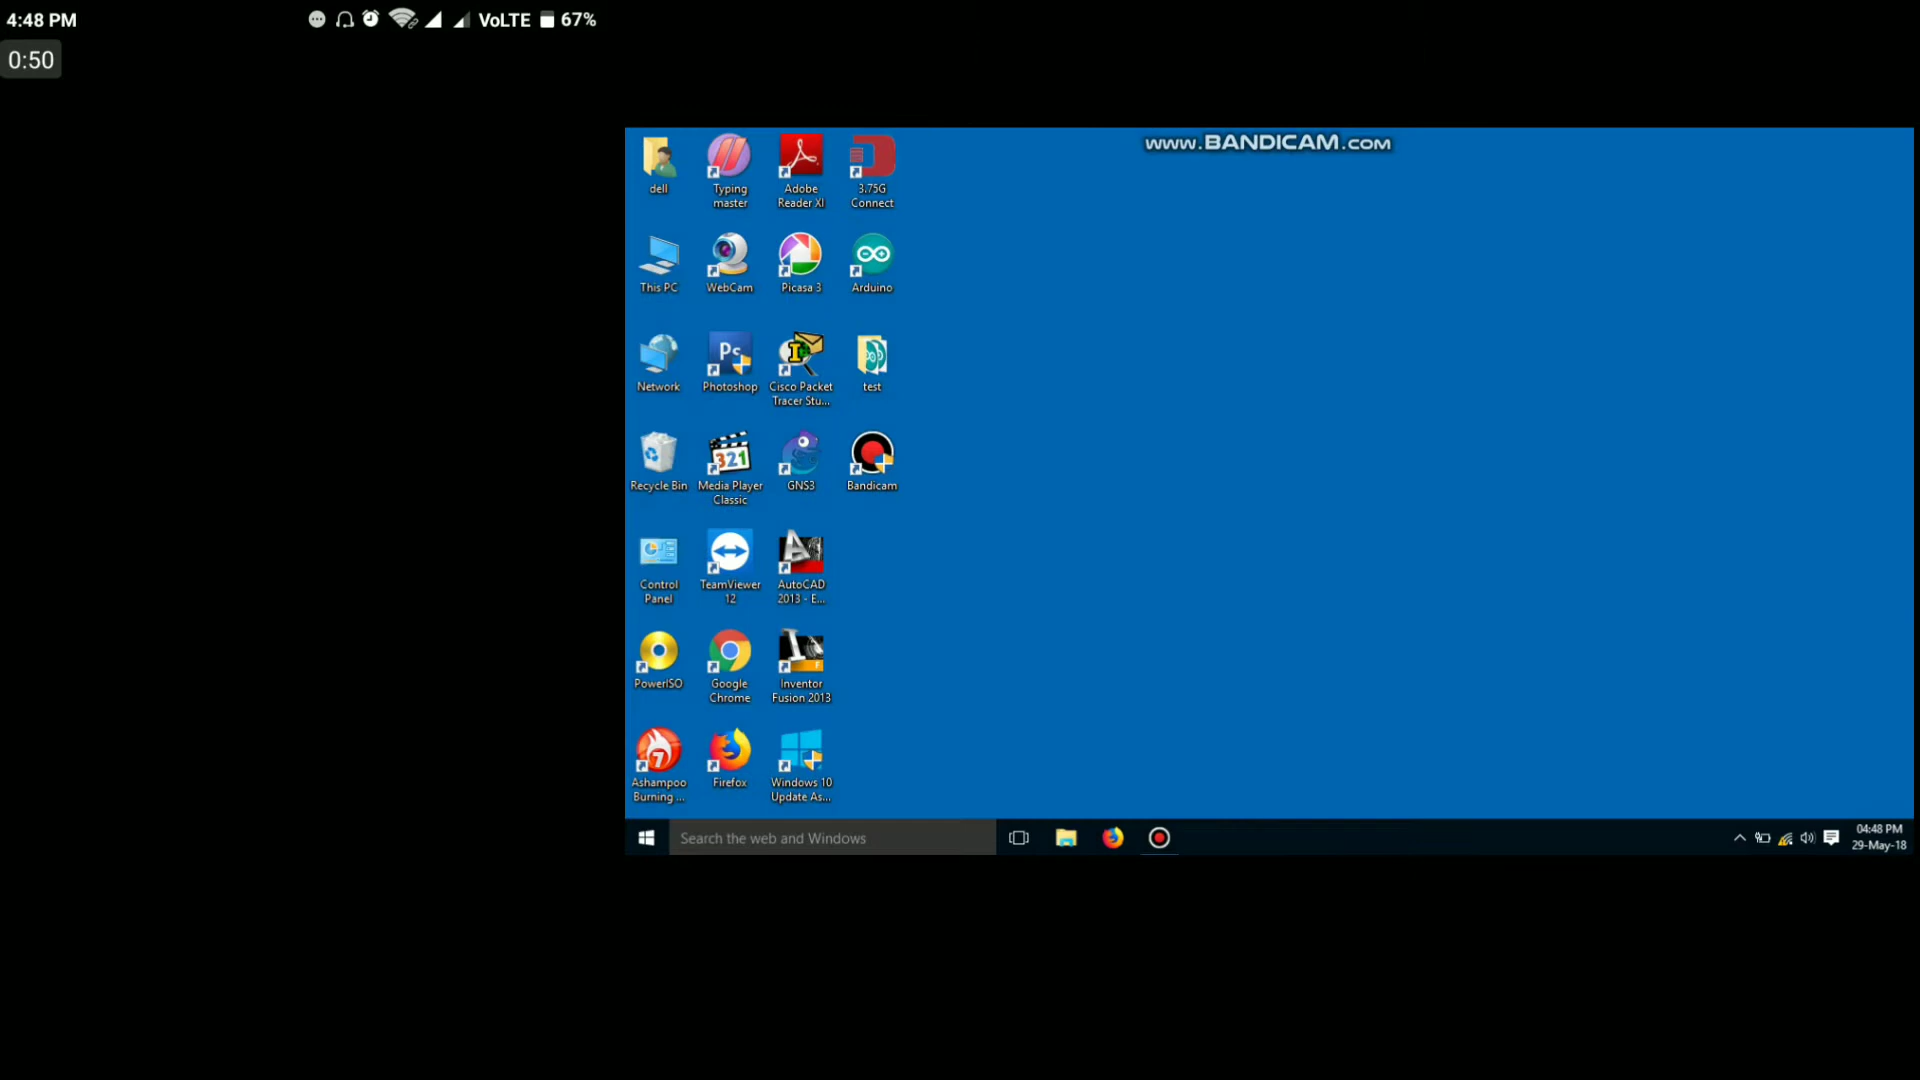 4:48 PM
VoLTE 67%
0:50
www.BANDICAM.com
dell
Typing
master
Adobe
Reader XI
3.75G
Connect
This PC
WebCam
Picasa 3
Arduino
Network
Ps
Photoshop
Cisco Packet
Tracer Stu...
test
Recycle Bin
321
Media Player
Classic
GNS3
Bandicam
Control
Panel
TeamViewer
12
AutoCAD
2013 - E...
PowerISO
Google
Chrome
Inventor
Fusion 2013
7
Ashampoo
Burning ...
Firefox
Windows 10
Update As...
Search the web and Windows
04:48 PM
29-May-18